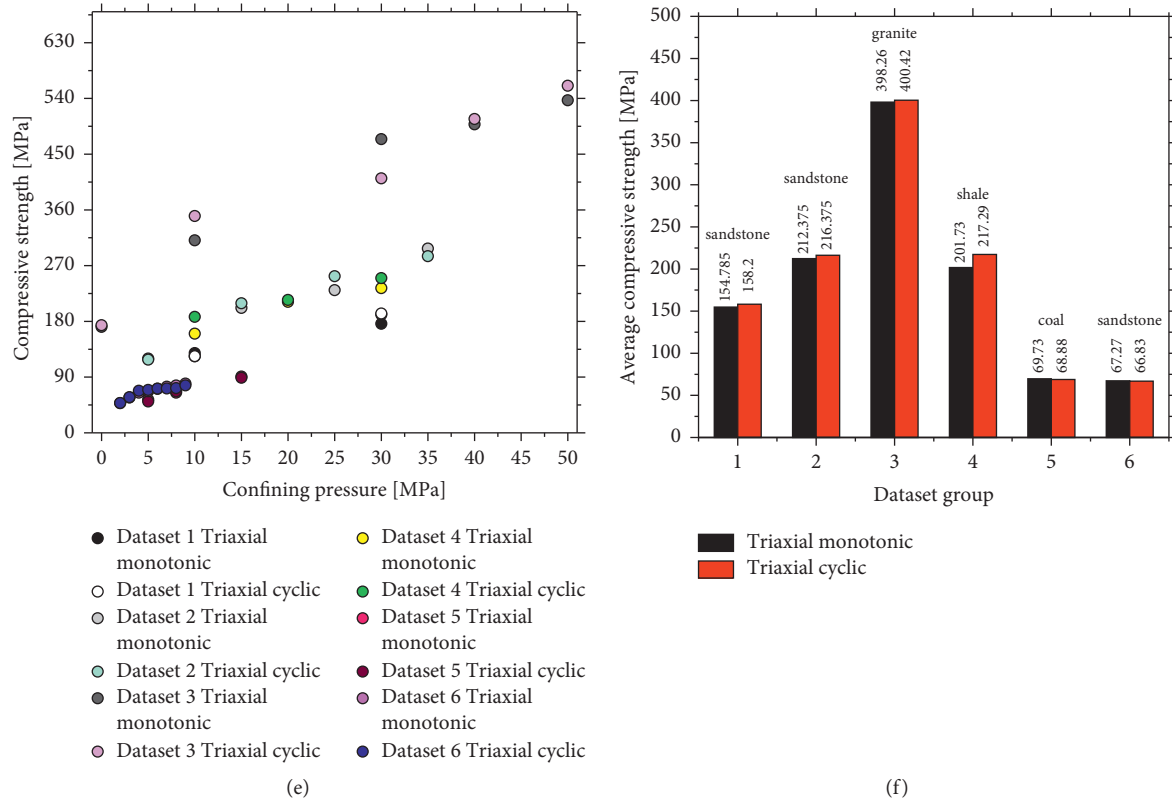 Compressive strength [MPa]
630
540
450
360
270
180
90
0
0 5 10 15 20 25 30 35 40 45 50
Confining pressure [MPa]
Dataset 1 Triaxial
monotonic
Dataset 1 Triaxial cyclic
Dataset 2 Triaxial
monotonic
Dataset 2 Triaxial cyclic
Dataset 3 Triaxial
monotonic
Dataset 3 Triaxial cyclic
Dataset 4 Triaxial
monotonic
Dataset 4 Triaxial cyclic
Dataset 5 Triaxial
monotonic
Dataset 5 Triaxial cyclic
Dataset 6 Triaxial
monotonic
Dataset 6 Triaxial cyclic
(e)
Average compressive strength [MPa]
500
450
400
350
300
250
200
150
100
50
0
sandstone
154.785
158.2
sandstone
212.375
216.375
granite
398.26
400.42
shale
201.73
217.29
coal
69.73
68.88
sandstone
67.27
66.83
1 2 3 4 5 6
Dataset group
Triaxial monotonic
Triaxial cyclic
(f)